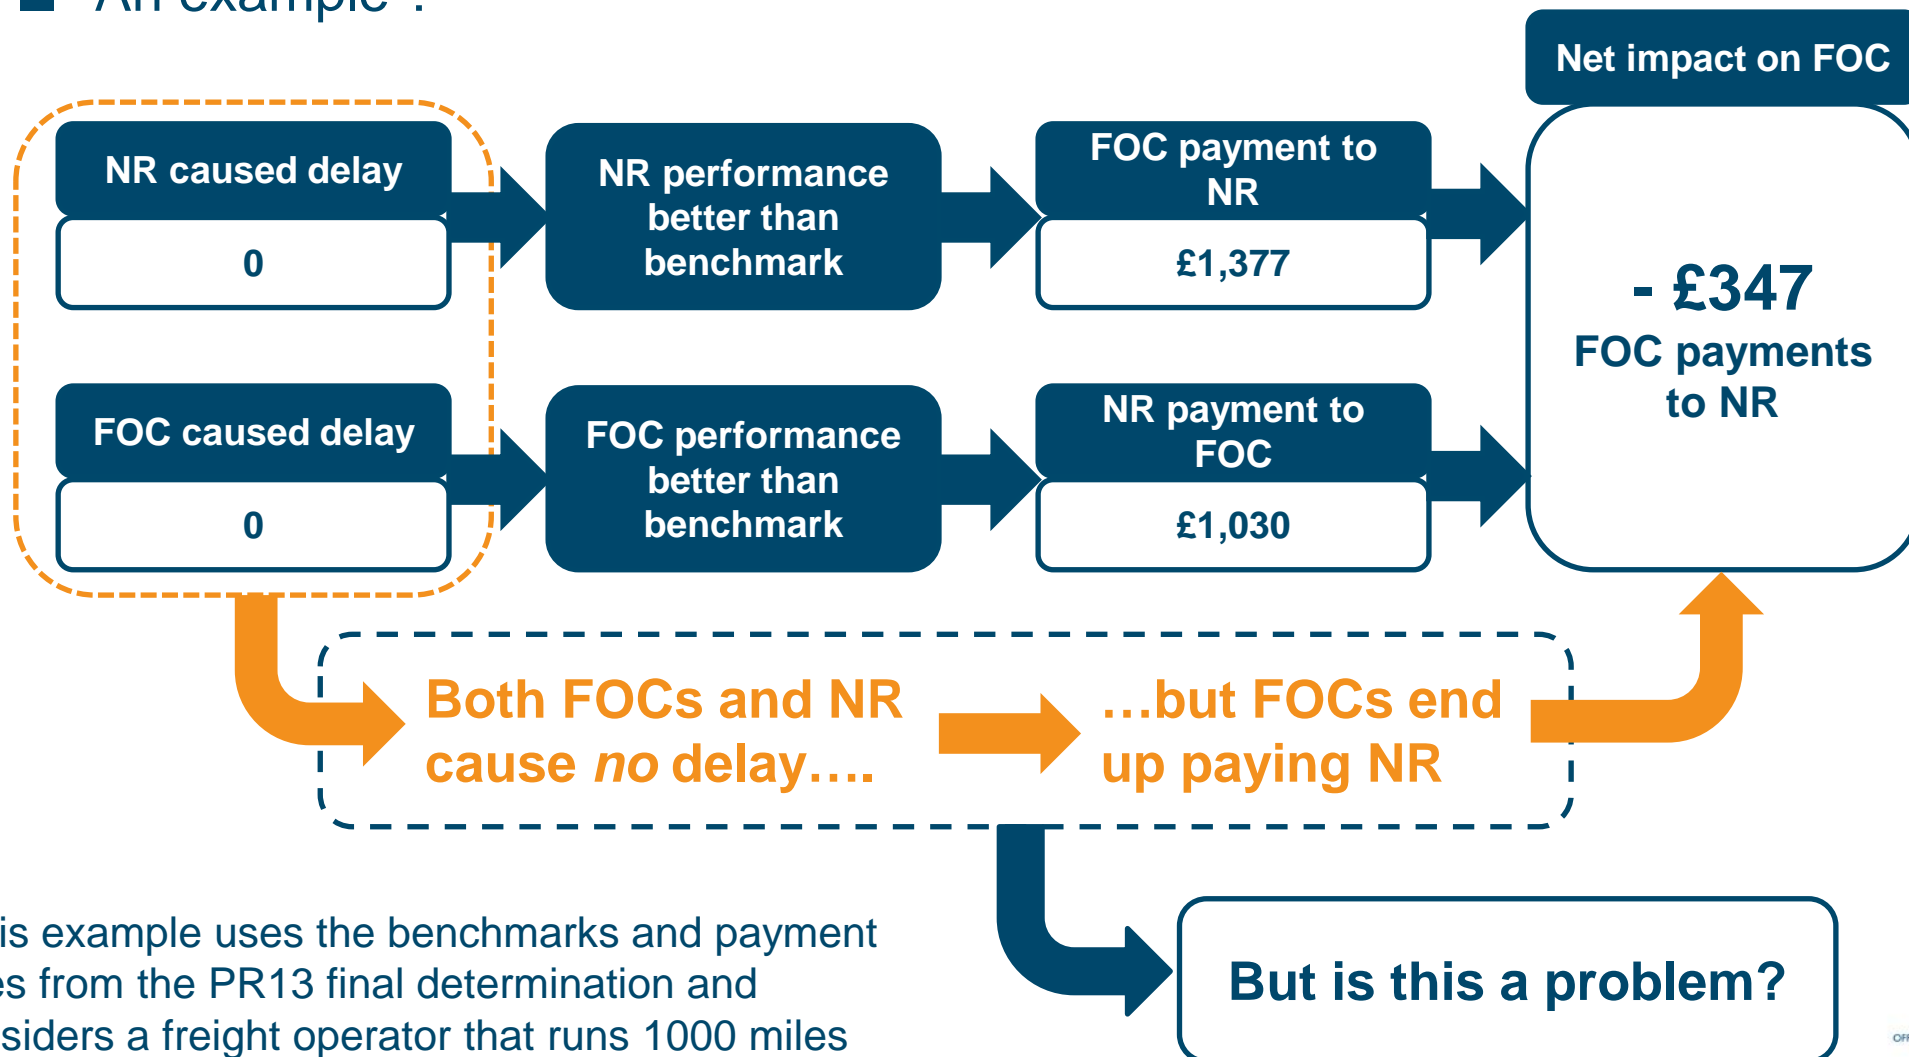 An example :
Net impact on FOC
NR caused delay
0
NR performance
better than
benchmark
FOC payment to
NR
£1,377
- £347
FOC payments
to NR
FOC caused delay
0
FOC performance
better than
benchmark
NR payment to
FOC
£1,030
Both FOCs and NR
cause no delay….
…but FOCs end
up paying NR
is example uses the benchmarks and payment
es from the PR13 final determination and
siders a freight operator that runs 1000 miles
But is this a problem?